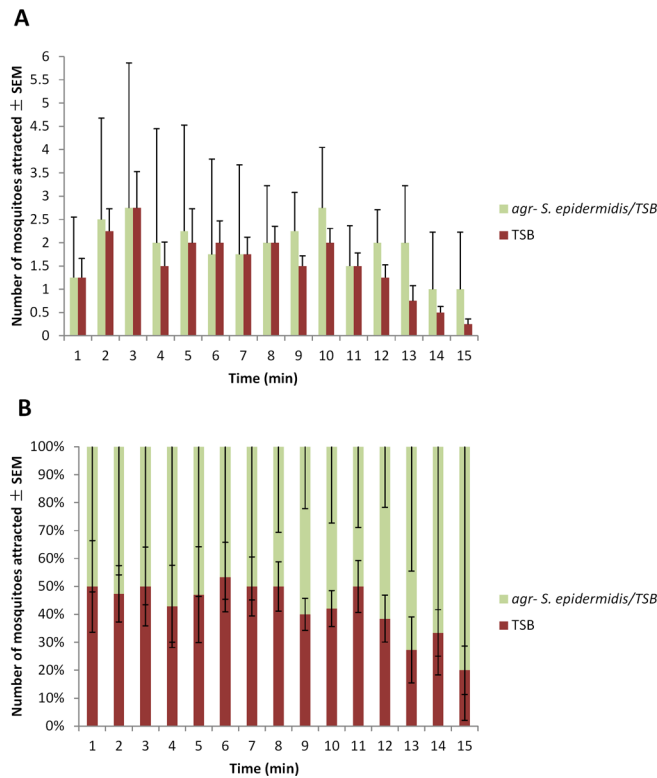 A
Number of mosquitoes attracted ± SEM
6
5.5
5
4.5
4
3.5
3
2.5
2
1.5
1
0.5
0
1 2 3 4 5 6 7 8 9 10 11 12 13 14 15
Time (min)
agr- S. epidermidis/TSB
TSB
B
Number of mosquitoes attracted ± SEM
100%
90%
80%
70%
60%
50%
40%
30%
20%
10%
0%
1 2 3 4 5 6 7 8 9 10 11 12 13 14 15
Time (min)
agr- S. epidermidis/TSB
TSB